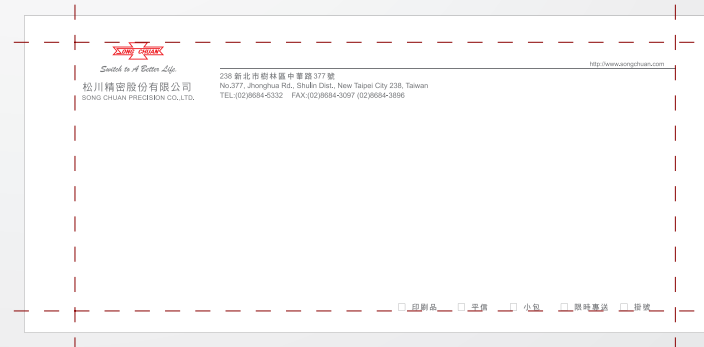 SONG CHUAN
Switch to A Better Life.
松川精密股份有限公司
SONG CHUAN PRECISION CO.,LTD.
http://www.songchuan.com
238 新北市樹林區中華路377號
No.377, Jhonghua Rd., Shulin Dist., New Taipei City 238, Taiwan
TEL:(02)8684-5332 FAX:(02)8684-3097 (02)8684-3896
□ 印刷品 □ 平信 □ 小包 □ 限時專送 □ 掛號